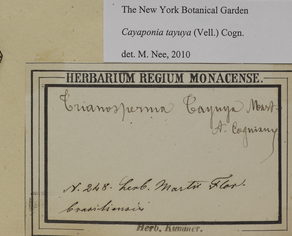 The New York Botanical Garden
Cayaponia tayuya (Vell.) Cogn.
det. M. Nee, 2010
HERBARIUM REGIUM MONACENSE.
Trianosperma Tayuya Mart.
A. Cogniaux
N. 248. herb. Martii Flor.
brasiliensis
Herb. Kummer.